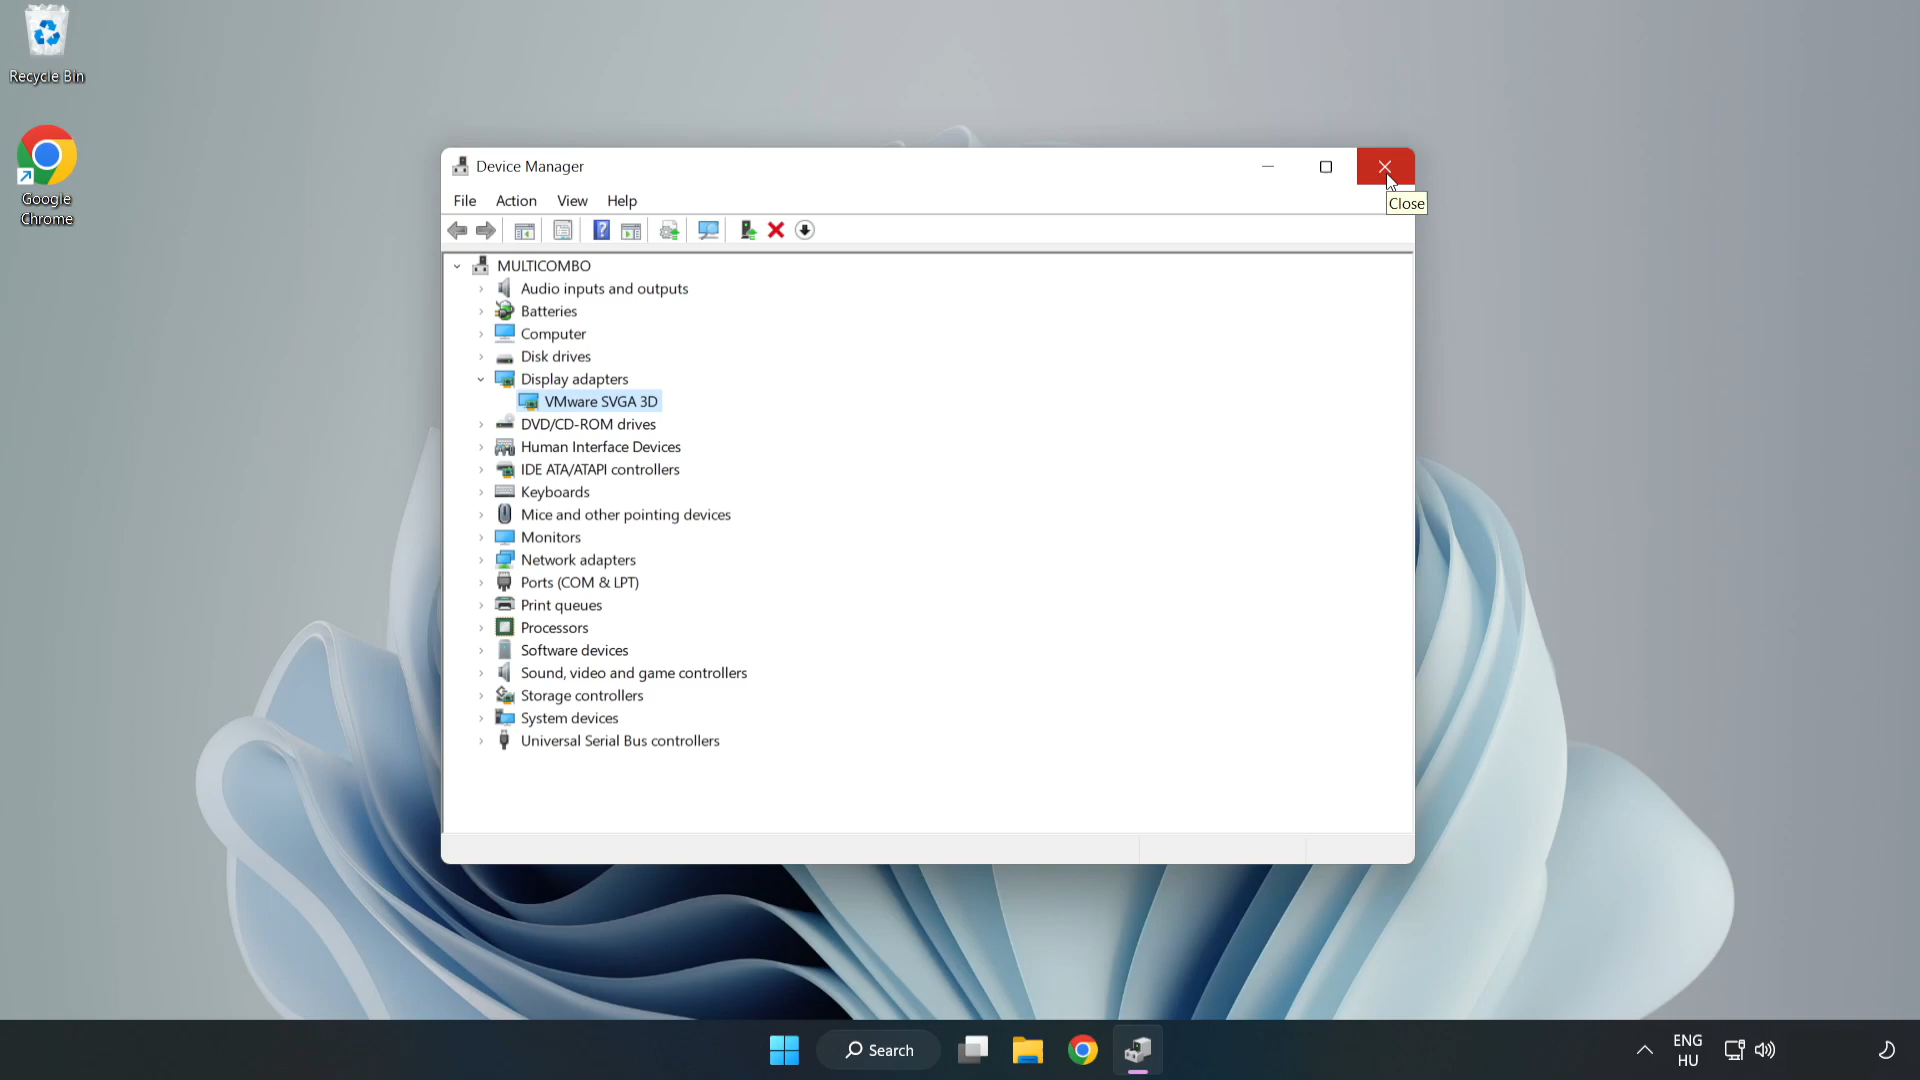 Recycle Bin
Google
Chrome
Device Manager
Close
File Action View Help
MULTICOMBO
Audio inputs and outputs
Batteries
Computer
Disk drives
Display adapters
VMware SVGA 3D
DVD/CD-ROM drives
Human Interface Devices
IDE ATA/ATAPI controllers
Keyboards
Mice and other pointing devices
Monitors
Network adapters
Ports (COM & LPT)
Print queues
Processors
Software devices
Sound, video and game controllers
Storage controllers
System devices
Universal Serial Bus controllers
Search
ENG
HU